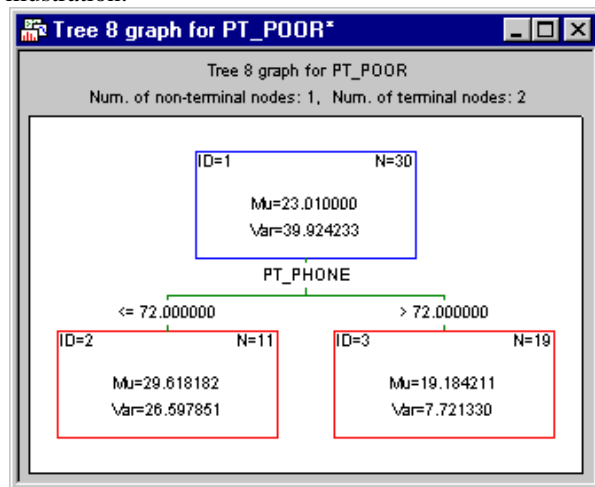 Tree 8 graph for PT_POOR*
Tree 8 graph for PT_POOR
Num. of non-terminal nodes: 1, Num. of terminal nodes: 2
ID=1 N=30
Mu=23.010000
Var=39.924233
PT_PHONE
<= 72.000000 > 72.000000
ID=2 N=11 ID=3 N=19
Mu=29.618182 Mu=19.184211
Var=26.597851 Var=7.721330